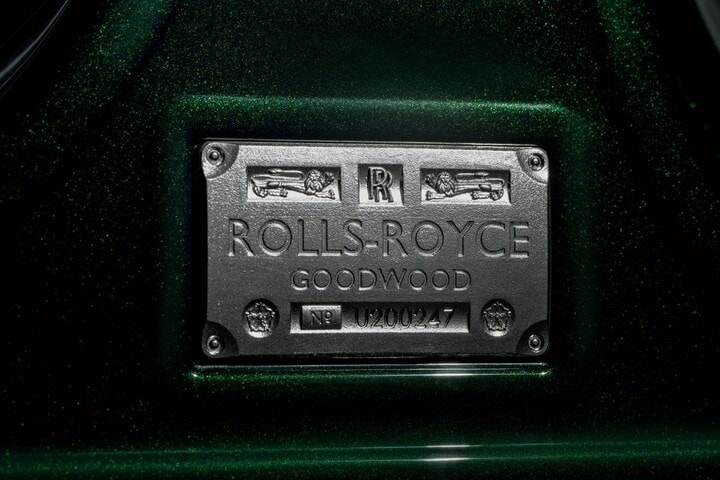 RR
ROLLS-ROYCE
GOODWOOD
Nº U200247